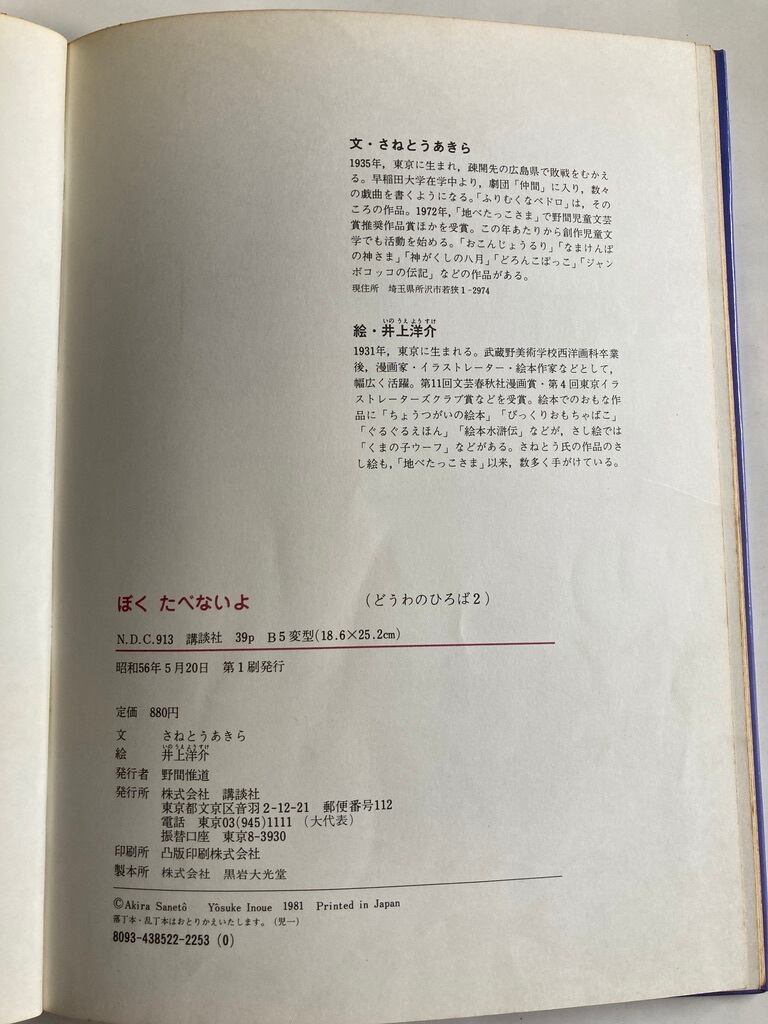 文・さねとうあきら
1935年，東京に生まれ，疎開先の広島県で敗戦をむかえ
る。早稲田大学在学中より，劇団「仲間」に入り，数々
の戯曲を書くようになる。「ふりむくなペドロ」は，その
ころの作品。1972年，「地べたっこさま」で野間児童文芸
賞推奨作品賞ほかを受賞。この年あたりから創作児童文
学でも活動を始める。「おこんじょうるり」「なまけんぼ
の神さま」「神がくしの八月」「どろんこぼっこ」「ジャン
ボコッコの伝記」などの作品がある。
現住所　埼玉県所沢市若狭1-2974
いのうえようすけ
絵・井上洋介
1931年，東京に生まれる。武蔵野美術学校西洋画科卒業
後，漫画家・イラストレーター・絵本作家などとして，
幅広く活躍。第11回文芸春秋社漫画賞・第4回東京イラ
ストレーターズクラブ賞などを受賞。絵本でのおもな作
品に「ちょうつがいの絵本」「びっくりおもちゃばこ」
「ぐるぐるえほん」「絵本水滸伝」などが，さし絵では
「くまの子ウーフ」などがある。さねとう氏の作品のさ
し絵も，「地べたっこさま」以来，数多く手がけている。
ぼく たべないよ　（どうわのひろば2）
N.D.C.913　講談社　39p　B5変型(18.6×25.2cm)
昭和56年5月20日　第1刷発行
定価　880円
文　さねとうあきら
いのうえようすけ
絵　井上洋介
発行者　野間惟道
発行所　株式会社　講談社
東京都文京区音羽2-12-21　郵便番号112
電話　東京03(945)1111（大代表）
振替口座　東京8-3930
印刷所　凸版印刷株式会社
製本所　株式会社　黒岩大光堂
©Akira Sanetô　Yôsuke Inoue　1981　Printed in Japan
落丁本・乱丁本はおとりかえいたします。（児一）
8093-438522-2253 (0)